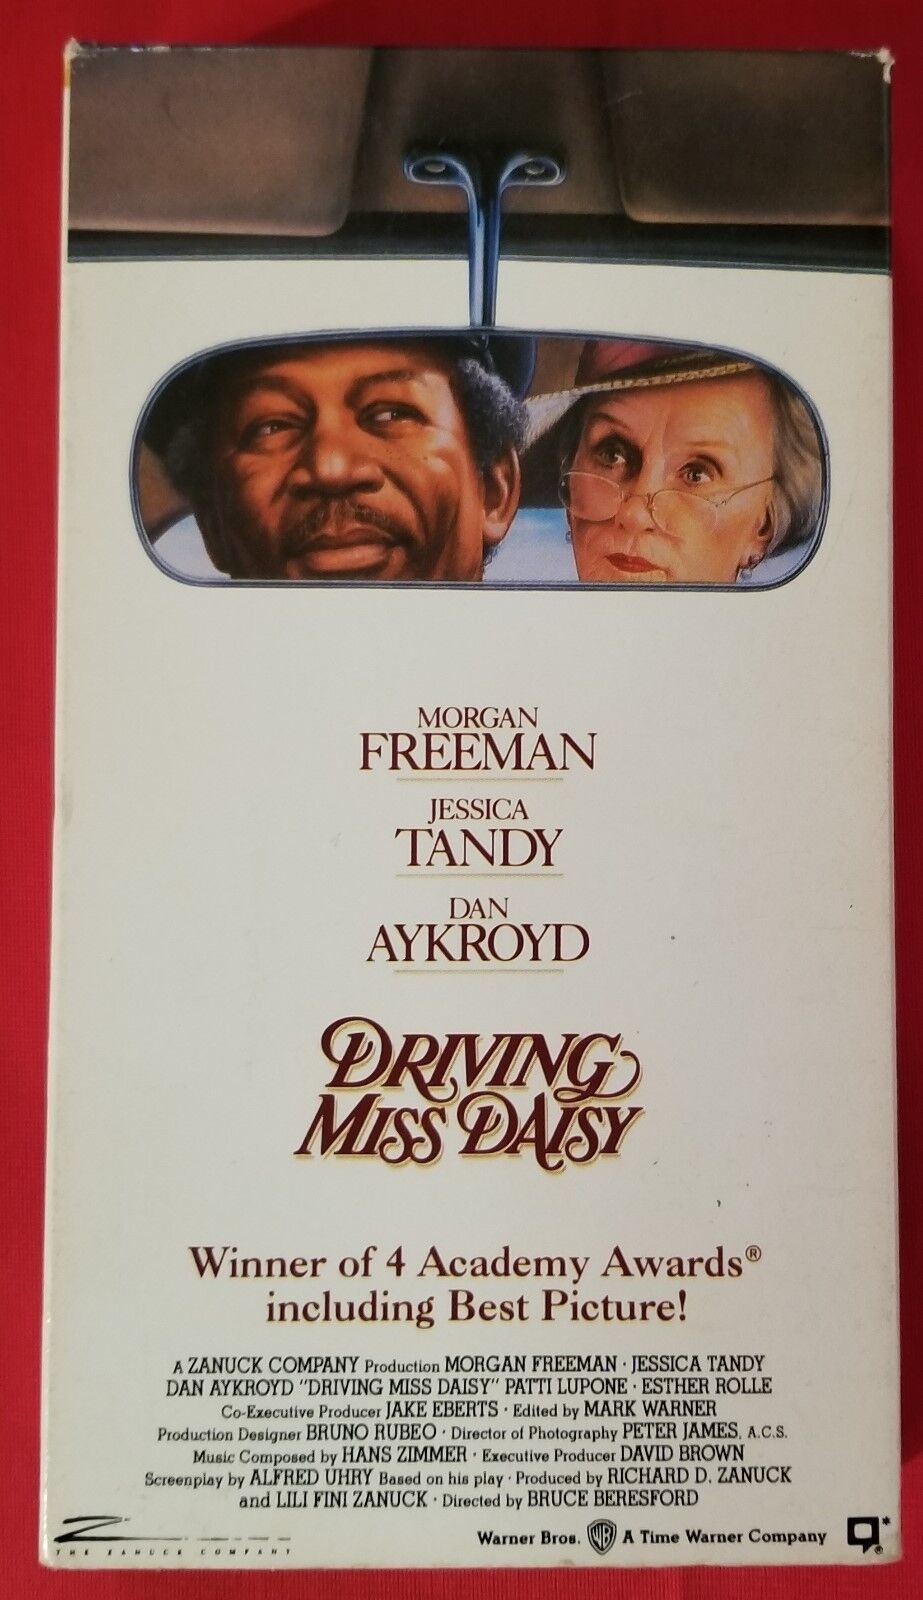 MORGAN
FREEMAN
JESSICA
TANDY
DAN
AYKROYD
DRIVING
MISS DAISY
Winner of 4 Academy Awards®
including Best Picture!
A ZANUCK COMPANY Production MORGAN FREEMAN · JESSICA TANDY
DAN AYKROYD "DRIVING MISS DAISY" PATTI LUPONE · ESTHER ROLLE
Co-Executive Producer JAKE EBERTS · Edited by MARK WARNER
Production Designer BRUNO RUBEO · Director of Photography PETER JAMES, A.C.S.
Music Composed by HANS ZIMMER · Executive Producer DAVID BROWN
Screenplay by ALFRED UHRY Based on his play · Produced by RICHARD D. ZANUCK
and LILI FINI ZANUCK · Directed by BRUCE BERESFORD
THE ZANUCK COMPANY
Warner Bros. WB A Time Warner Company
®*